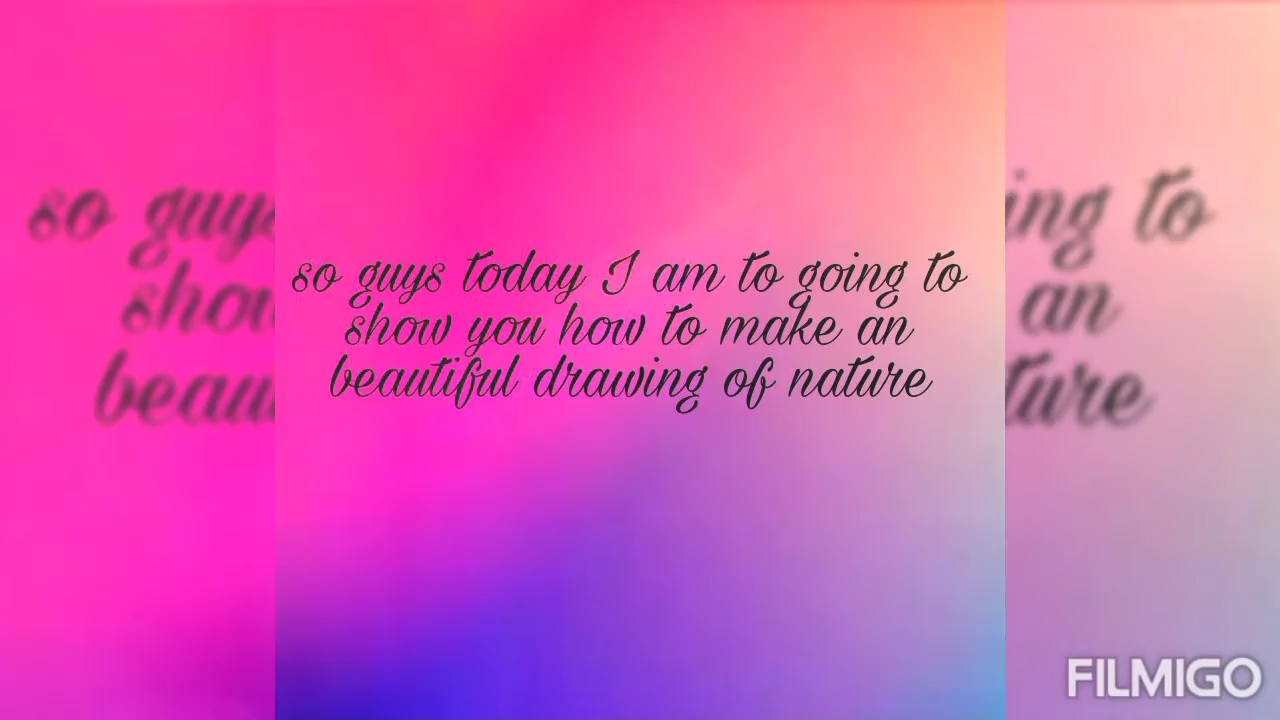 so guys today I am to going to
show you how to make an
beautiful drawing of nature
FILMIGO